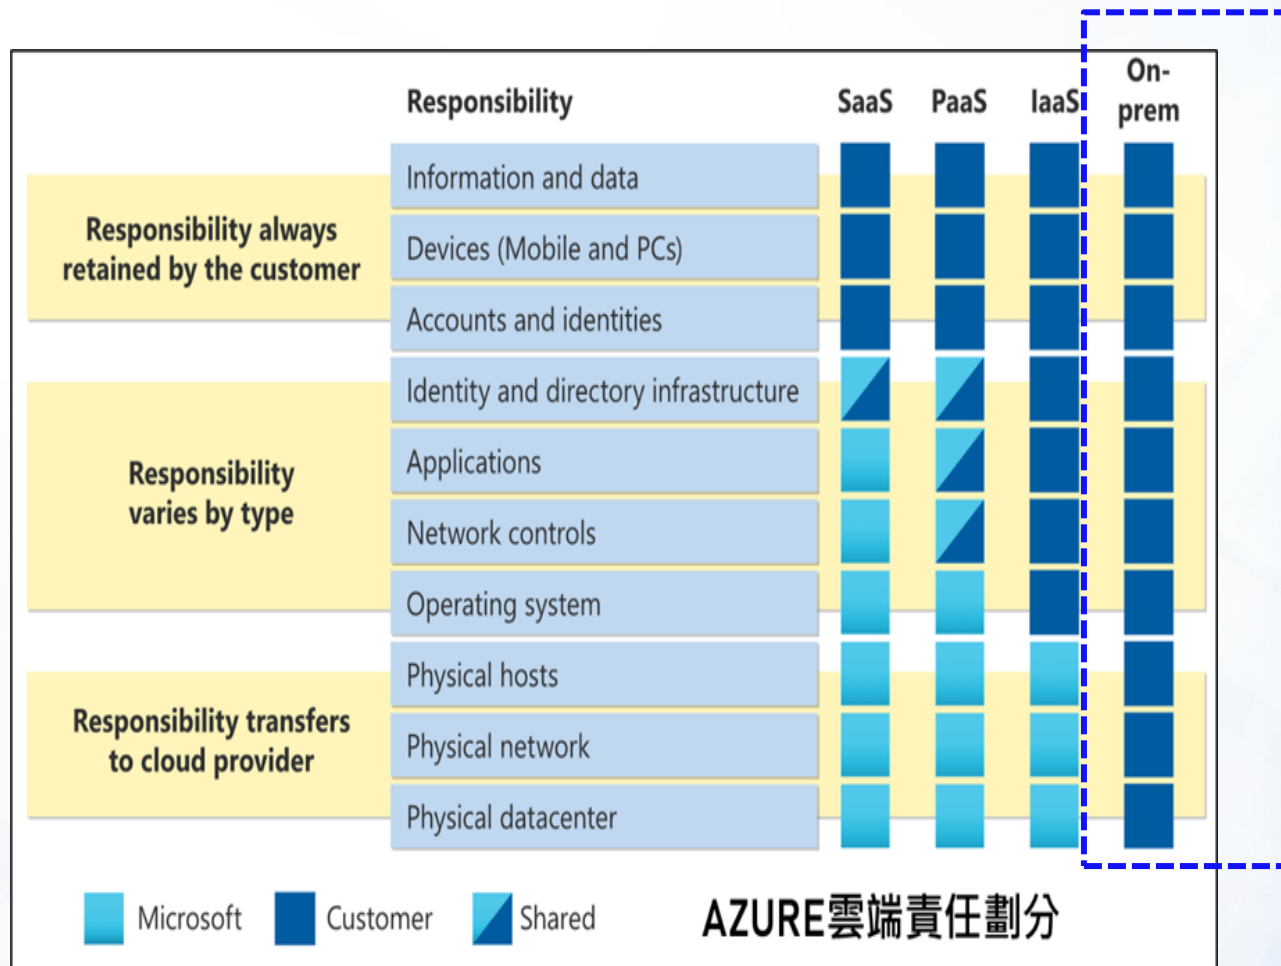 Responsibility
SaaS
PaaS
IaaS
On-
prem
Responsibility always
retained by the customer
Information and data
Devices (Mobile and PCs)
Accounts and identities
Responsibility
varies by type
Identity and directory infrastructure
Applications
Network controls
Operating system
Responsibility transfers
to cloud provider
Physical hosts
Physical network
Physical datacenter
Microsoft
Customer
Shared
AZURE雲端責任劃分